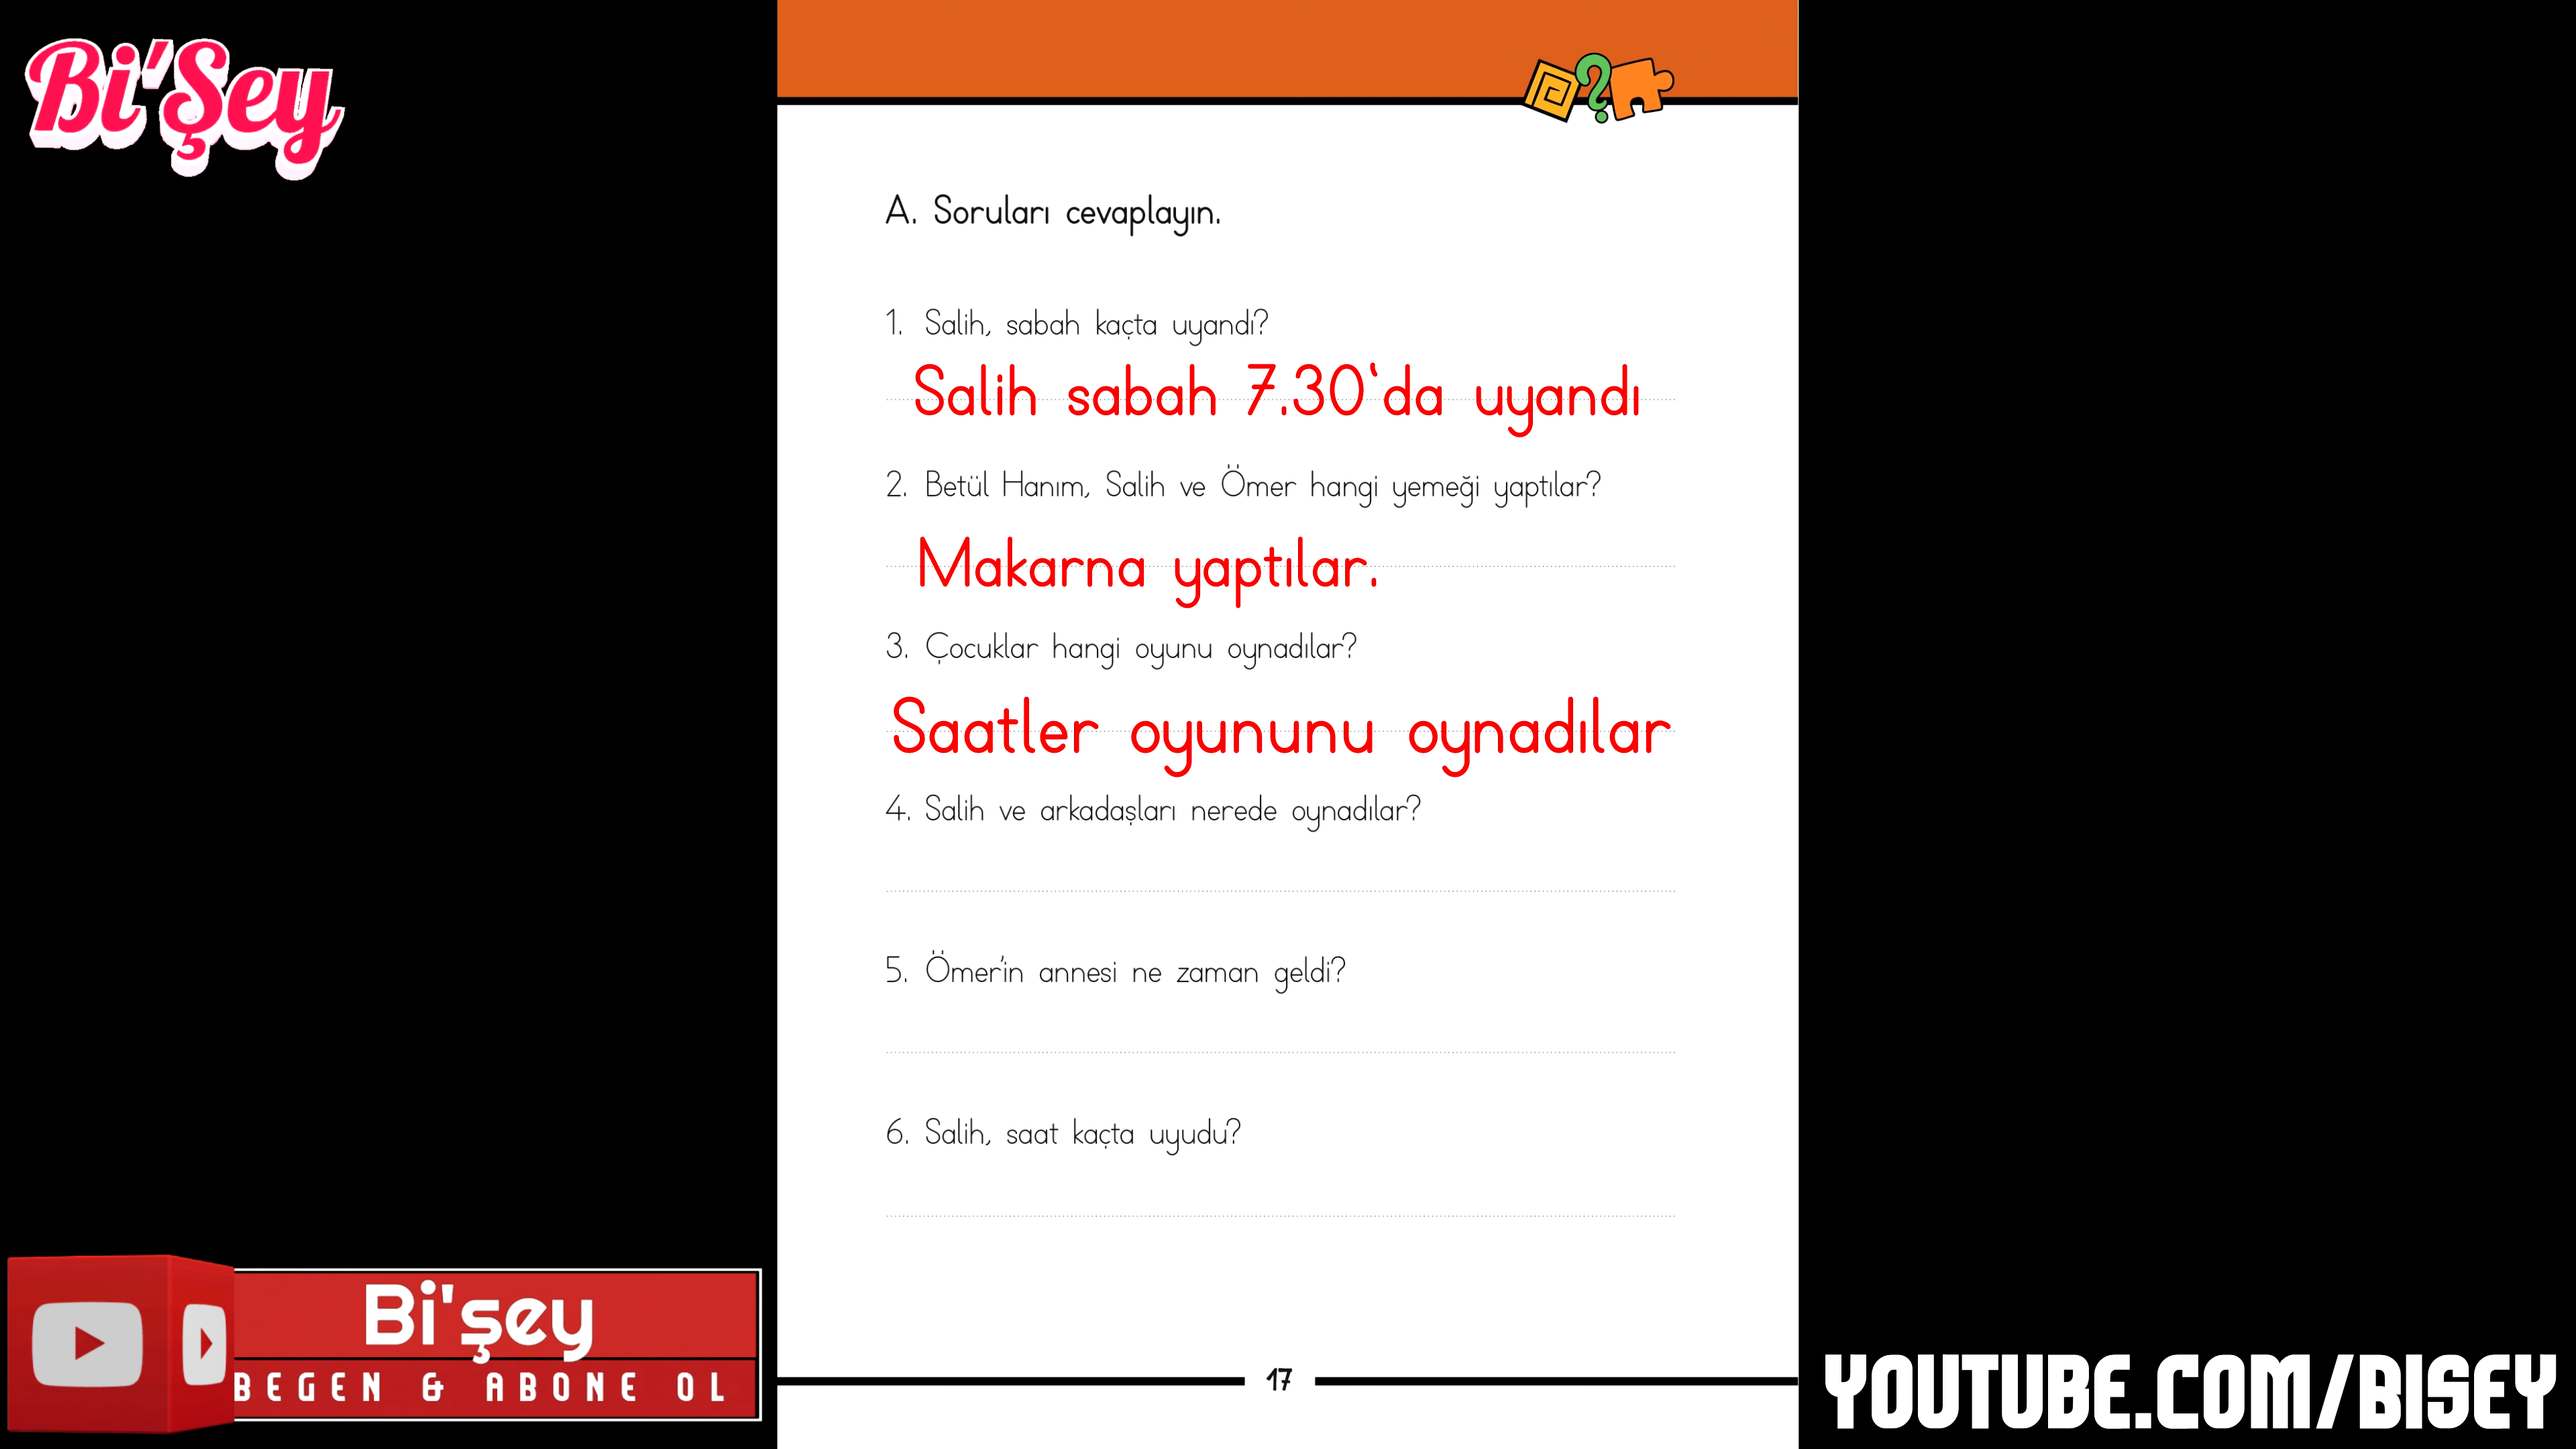 Bi'Şey
A. Soruları cevaplayın.
1. Salih, sabah kaçta uyandı?
Salih sabah 7.30'da uyandı
2. Betül Hanım, Salih ve Ömer hangi yemeği yaptılar?
Makarna yaptılar.
3. Çocuklar hangi oyunu oynadılar?
Saatler oyununu oynadılar
4. Salih ve arkadaşları nerede oynadılar?
5. Ömer'in annesi ne zaman geldi?
6. Salih, saat kaçta uyudu?
Bi'şey
BEGEN & ABONE OL
17
YOUTUBE.COM/BISEY